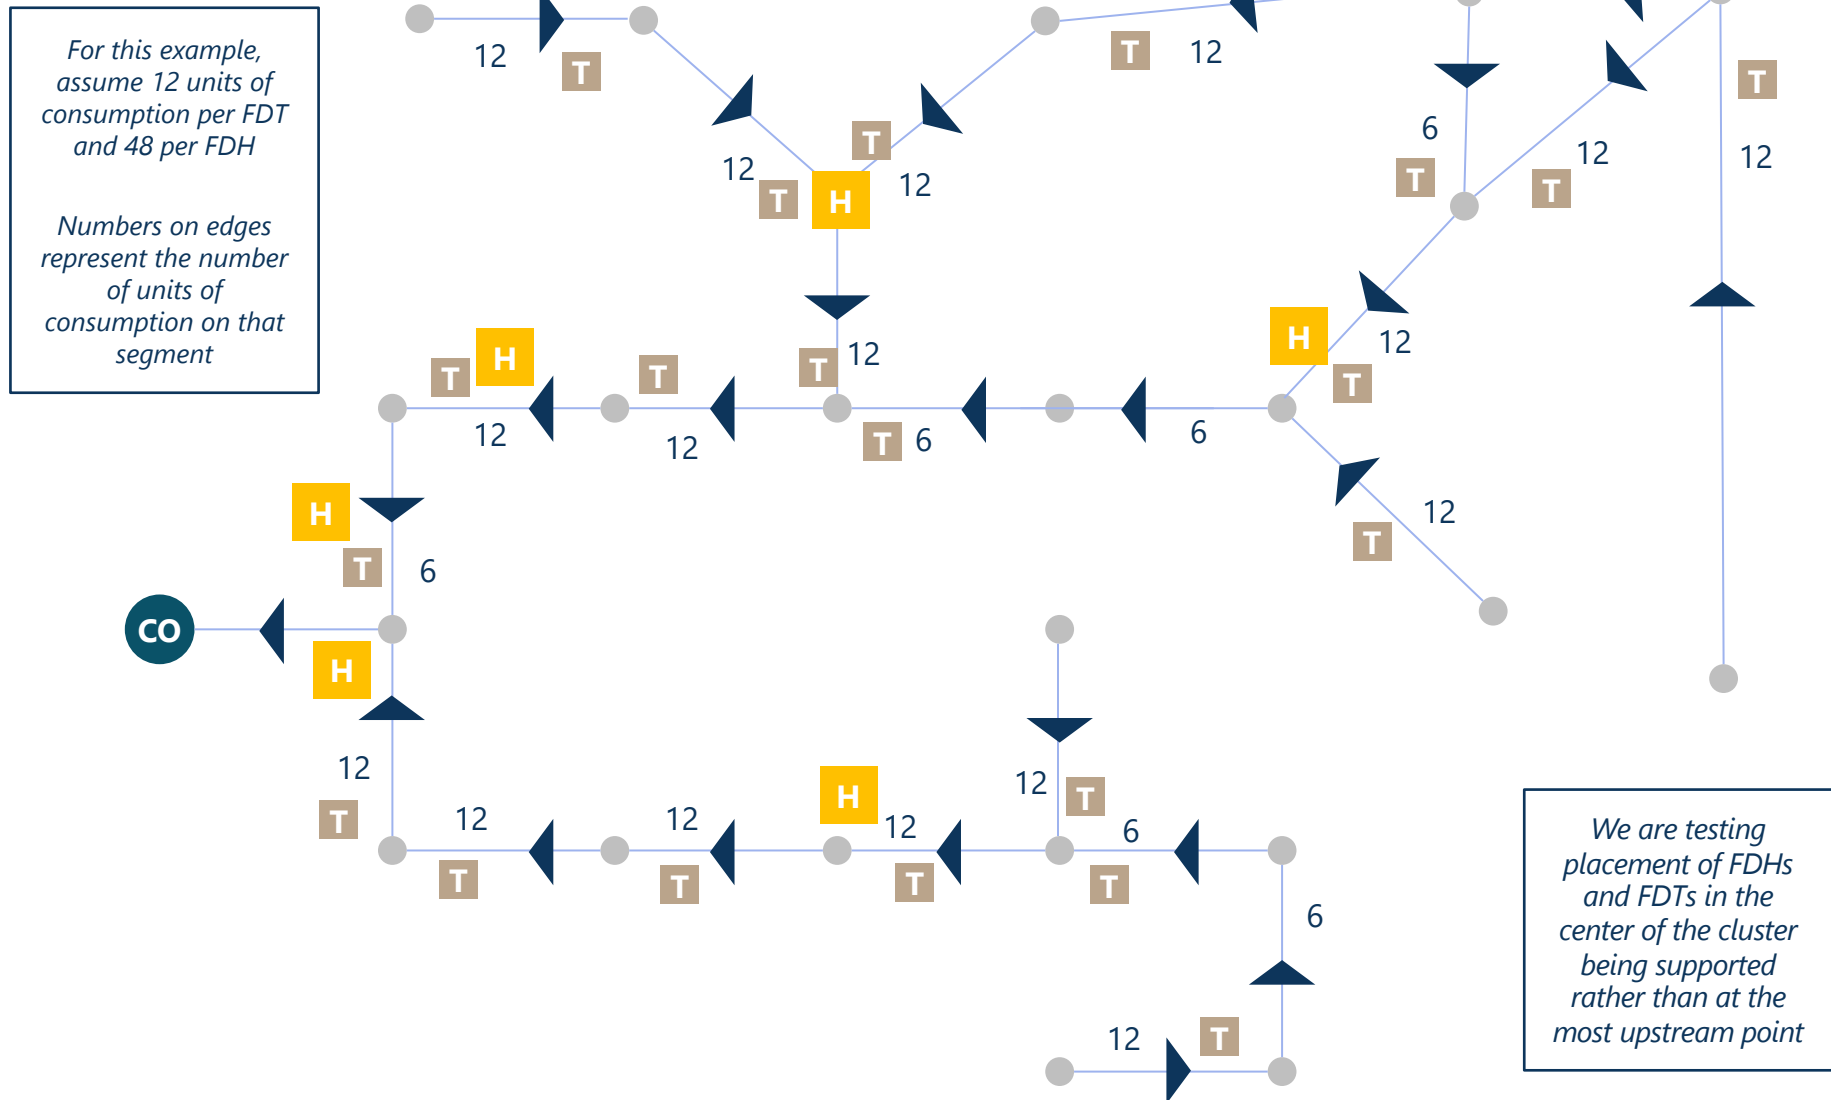 For this example,
assume 12 units of
consumption per FDT
and 48 per FDH
Numbers on edges
represent the number
of units of
consumption on that
segment
12
T
T
12
T
12
T
6
T
12
T
12
T
12
T
H
12
H
12
T
T
H
T
T
12
12
12
T
6
6
H
T
6
12
T
CO
H
12
T
12
T
12
T
H
12
T
12
T
6
T
6
12
T
We are testing
placement of FDHs
and FDTs in the
center of the cluster
being supported
rather than at the
most upstream point